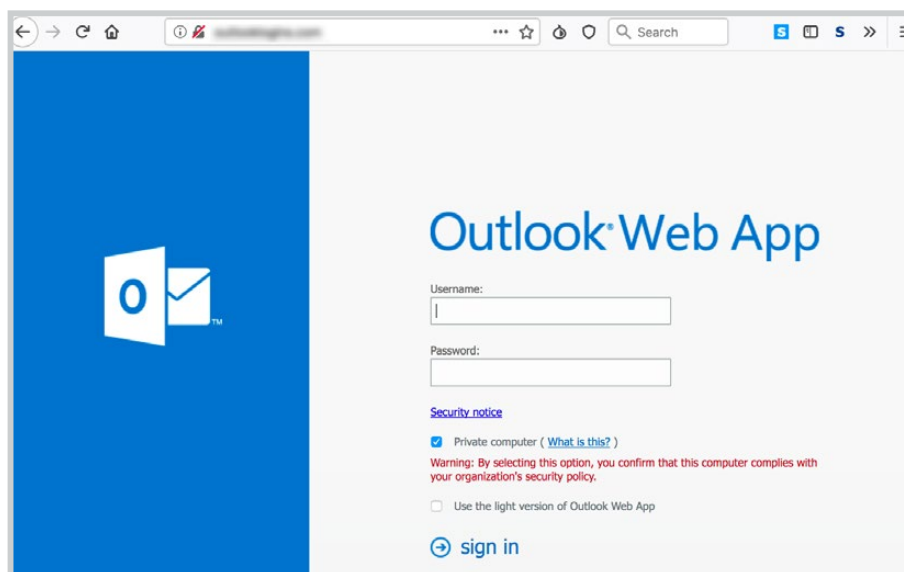 Search
S
S
O
TM
Outlook® Web App
Username:
Password:
Security notice
Private computer ( What is this? )
Warning: By selecting this option, you confirm that this computer complies with
your organization's security policy.
Use the light version of Outlook Web App
sign in